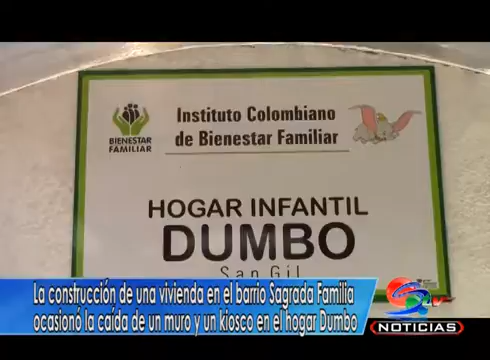 BIENESTAR
FAMILIAR
Instituto Colombiano
de Bienestar Familiar
HOGAR INFANTIL
DUMBO
San Gil
La construcción de una vivienda en el barrio Sagrada Familia
ocasionó la caída de un muro y un kiosco en el hogar Dumbo
NOTICIAS